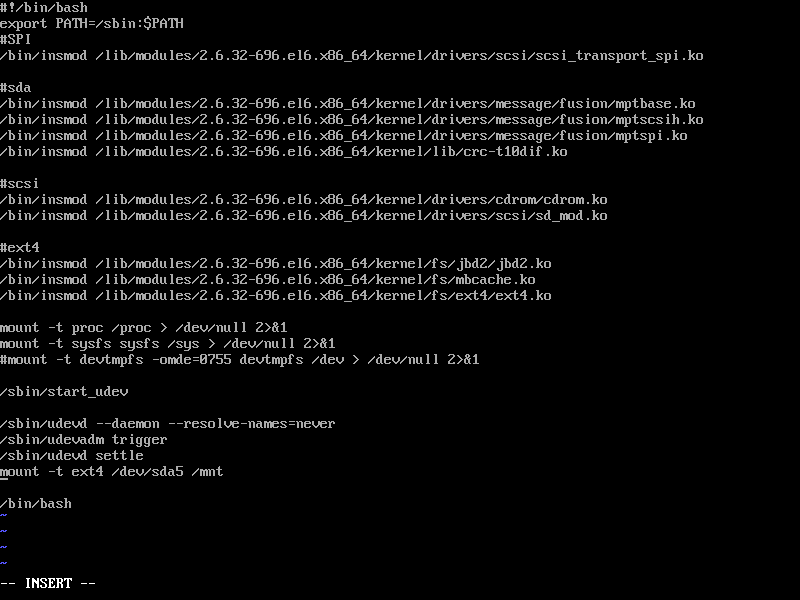 #!/bin/bash
export PATH=/sbin:$PATH
#SPI
/bin/insmod /lib/modules/2.6.32-696.el6.x86_64/kernel/drivers/scsi/scsi_transport_spi.ko
#sda
/bin/insmod /lib/modules/2.6.32-696.el6.x86_64/kernel/drivers/message/fusion/mptbase.ko
/bin/insmod /lib/modules/2.6.32-696.el6.x86_64/kernel/drivers/message/fusion/mptscsih.ko
/bin/insmod /lib/modules/2.6.32-696.el6.x86_64/kernel/drivers/message/fusion/mptspi.ko
/bin/insmod /lib/modules/2.6.32-696.el6.x86_64/kernel/lib/crc-t10dif.ko
#scsi
/bin/insmod /lib/modules/2.6.32-696.el6.x86_64/kernel/drivers/cdrom/cdrom.ko
/bin/insmod /lib/modules/2.6.32-696.el6.x86_64/kernel/drivers/scsi/sd_mod.ko
#ext4
/bin/insmod /lib/modules/2.6.32-696.el6.x86_64/kernel/fs/jbd2/jbd2.ko
/bin/insmod /lib/modules/2.6.32-696.el6.x86_64/kernel/fs/mbcache.ko
/bin/insmod /lib/modules/2.6.32-696.el6.x86_64/kernel/fs/ext4/ext4.ko
mount -t proc /proc > /dev/null 2>&1
mount -t sysfs sysfs /sys > /dev/null 2>&1
#mount -t devtmpfs -omde=0755 devtmpfs /dev > /dev/null 2>&1
/sbin/start_udev
/sbin/udevd --daemon --resolve-names=never
/sbin/udevadm trigger
/sbin/udevd settle
mount -t ext4 /dev/sda5 /mnt
/bin/bash
~
~
~
~
-- INSERT --